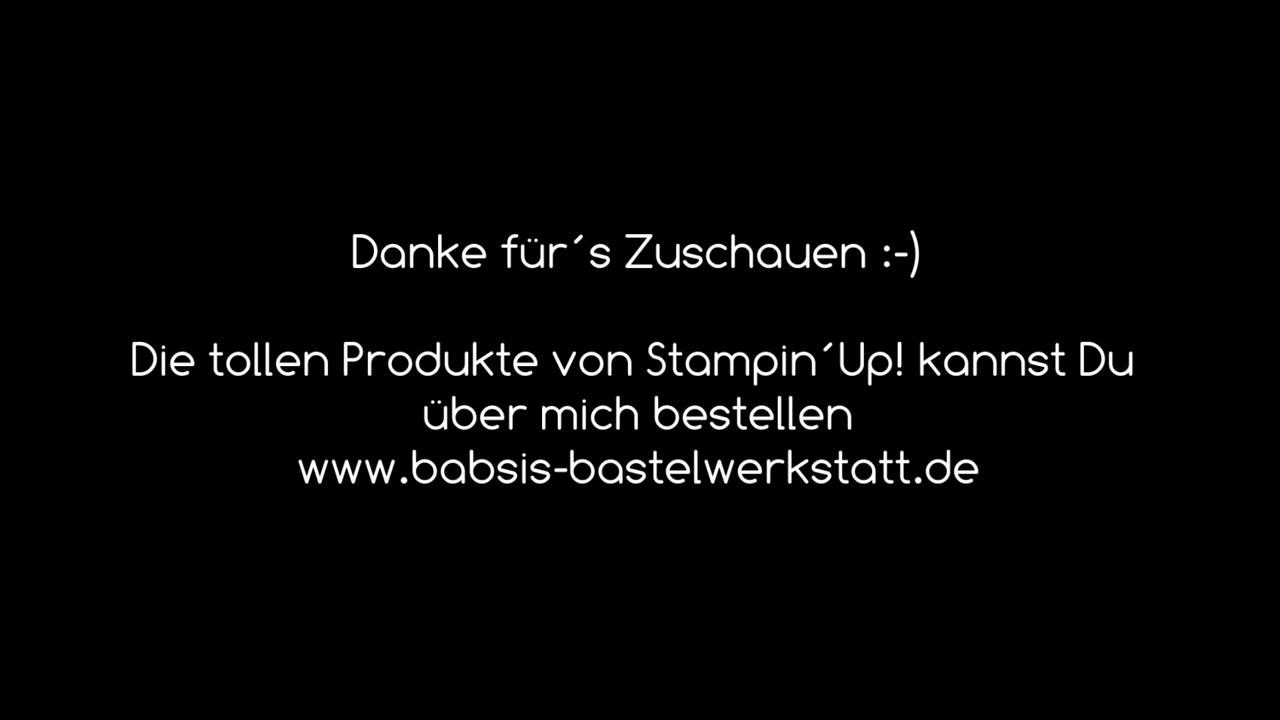 Danke für´s Zuschauen :-)
Die tollen Produkte von Stampin´Up! kannst Du
über mich bestellen
www.babsis-bastelwerkstatt.de